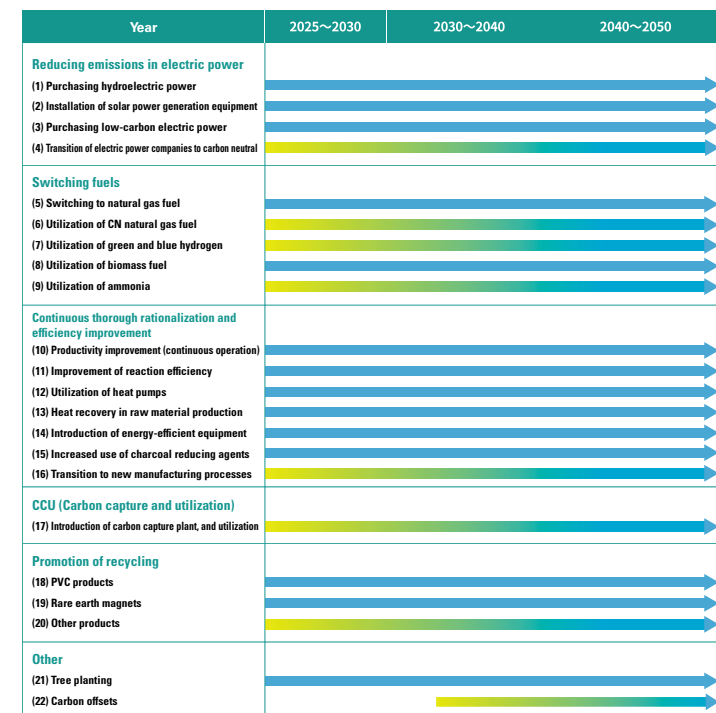 Year 2025～2030 2030～2040 2040～2050
Reducing emissions in electric power
(1) Purchasing hydroelectric power
(2) Installation of solar power generation equipment
(3) Purchasing low-carbon electric power
(4) Transition of electric power companies to carbon neutral
Switching fuels
(5) Switching to natural gas fuel
(6) Utilization of CN natural gas fuel
(7) Utilization of green and blue hydrogen
(8) Utilization of biomass fuel
(9) Utilization of ammonia
Continuous thorough rationalization and
efficiency improvement
(10) Productivity improvement (continuous operation)
(11) Improvement of reaction efficiency
(12) Utilization of heat pumps
(13) Heat recovery in raw material production
(14) Introduction of energy-efficient equipment
(15) Increased use of charcoal reducing agents
(16) Transition to new manufacturing processes
CCU (Carbon capture and utilization)
(17) Introduction of carbon capture plant, and utilization
Promotion of recycling
(18) PVC products
(19) Rare earth magnets
(20) Other products
Other
(21) Tree planting
(22) Carbon offsets